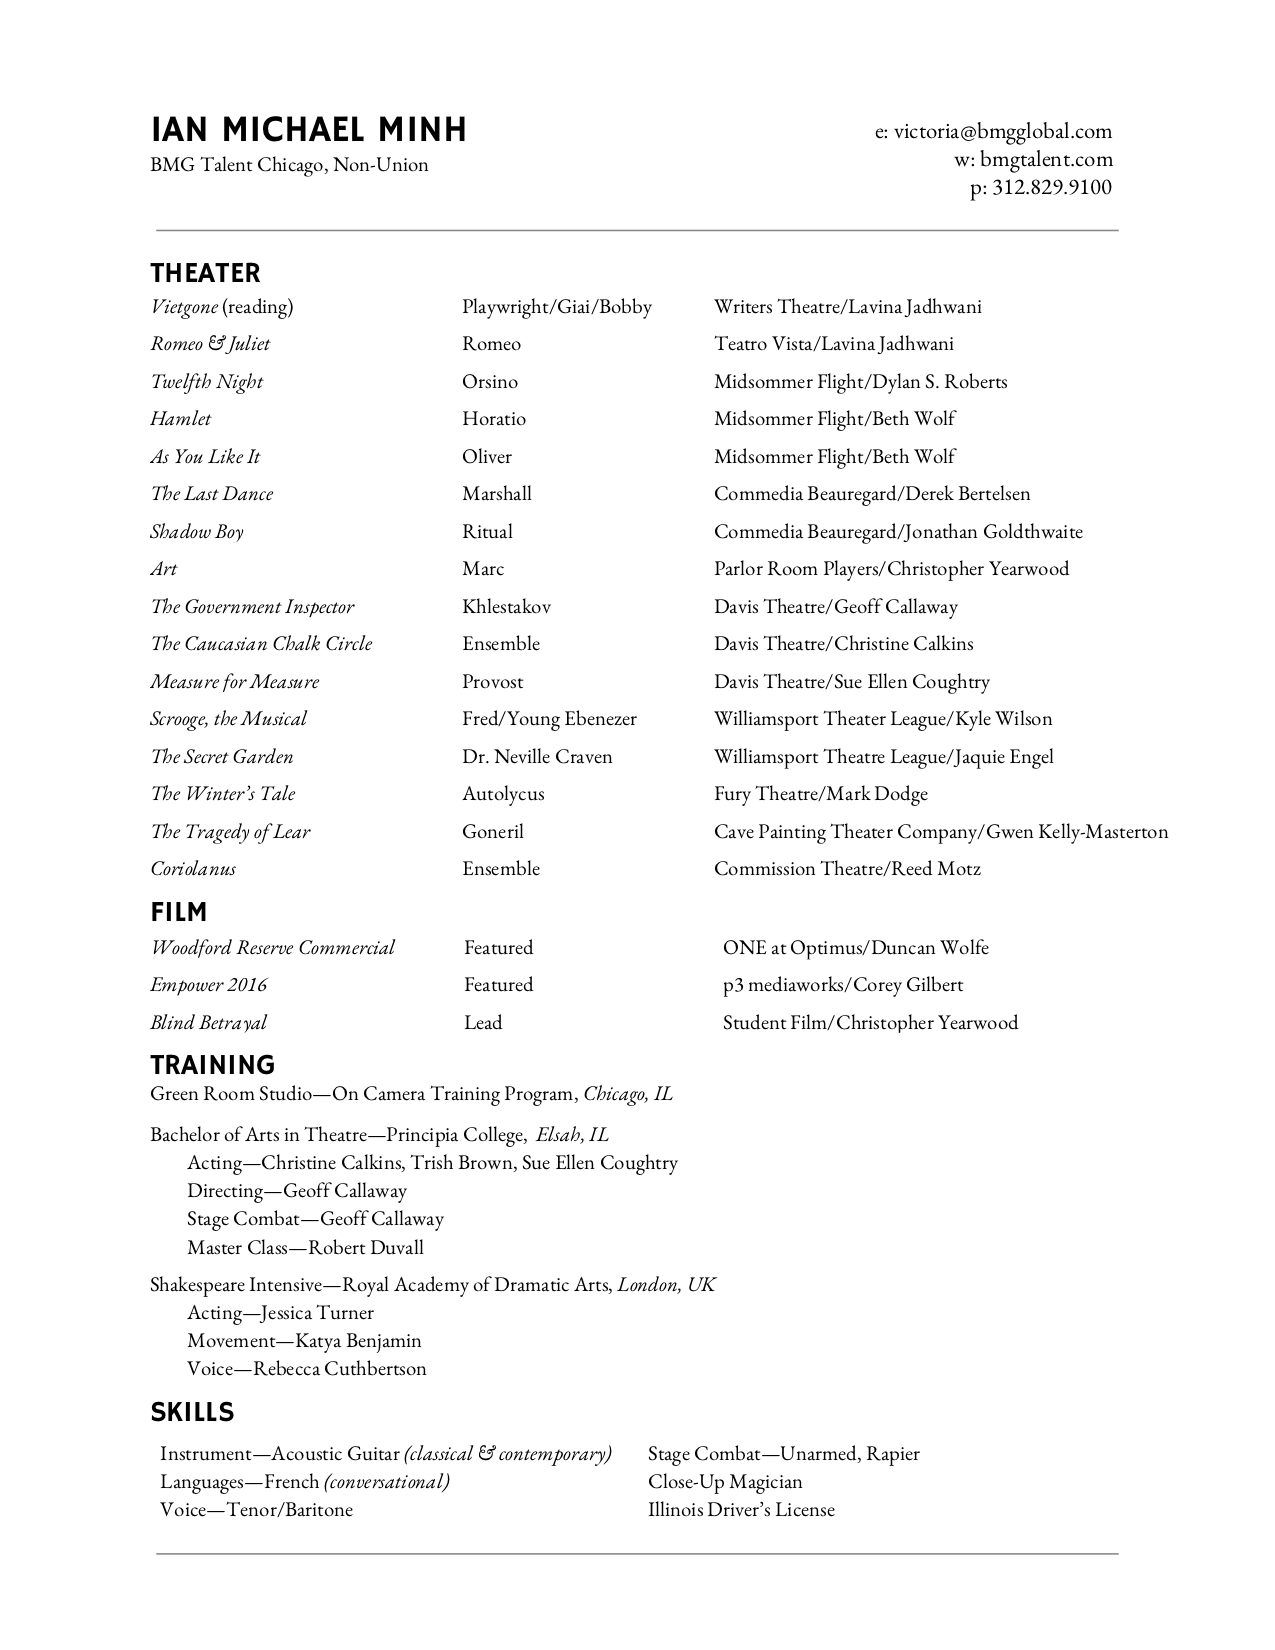 IAN MICHAEL MINH
BMG Talent Chicago, Non-Union
e: victoria@bmgglobal.com
w: bmgtalent.com
p: 312.829.9100
THEATER
Vietgone (reading) Playwright/Giai/Bobby Writers Theatre/Lavina Jadhwani
Romeo & Juliet Romeo Teatro Vista/Lavina Jadhwani
Twelfth Night Orsino Midsommer Flight/Dylan S. Roberts
Hamlet Horatio Midsommer Flight/Beth Wolf
As You Like It Oliver Midsommer Flight/Beth Wolf
The Last Dance Marshall Commedia Beauregard/Derek Bertelsen
Shadow Boy Ritual Commedia Beauregard/Jonathan Goldthwaite
Art Marc Parlor Room Players/Christopher Yearwood
The Government Inspector Khlestakov Davis Theatre/Geoff Callaway
The Caucasian Chalk Circle Ensemble Davis Theatre/Christine Calkins
Measure for Measure Provost Davis Theatre/Sue Ellen Coughtry
Scrooge, the Musical Fred/Young Ebenezer Williamsport Theater League/Kyle Wilson
The Secret Garden Dr. Neville Craven Williamsport Theatre League/Jaquie Engel
The Winter’s Tale Autolycus Fury Theatre/Mark Dodge
The Tragedy of Lear Goneril Cave Painting Theater Company/Gwen Kelly-Masterton
Coriolanus Ensemble Commission Theatre/Reed Motz
FILM
Woodford Reserve Commercial Featured ONE at Optimus/Duncan Wolfe
Empower 2016 Featured p3 mediaworks/Corey Gilbert
Blind Betrayal Lead Student Film/Christopher Yearwood
TRAINING
Green Room Studio—On Camera Training Program, Chicago, IL
Bachelor of Arts in Theatre—Principia College, Elsah, IL
Acting—Christine Calkins, Trish Brown, Sue Ellen Coughtry
Directing—Geoff Callaway
Stage Combat—Geoff Callaway
Master Class—Robert Duvall
Shakespeare Intensive—Royal Academy of Dramatic Arts, London, UK
Acting—Jessica Turner
Movement—Katya Benjamin
Voice—Rebecca Cuthbertson
SKILLS
Instrument—Acoustic Guitar (classical & contemporary) Stage Combat—Unarmed, Rapier
Languages—French (conversational) Close-Up Magician
Voice—Tenor/Baritone Illinois Driver’s License